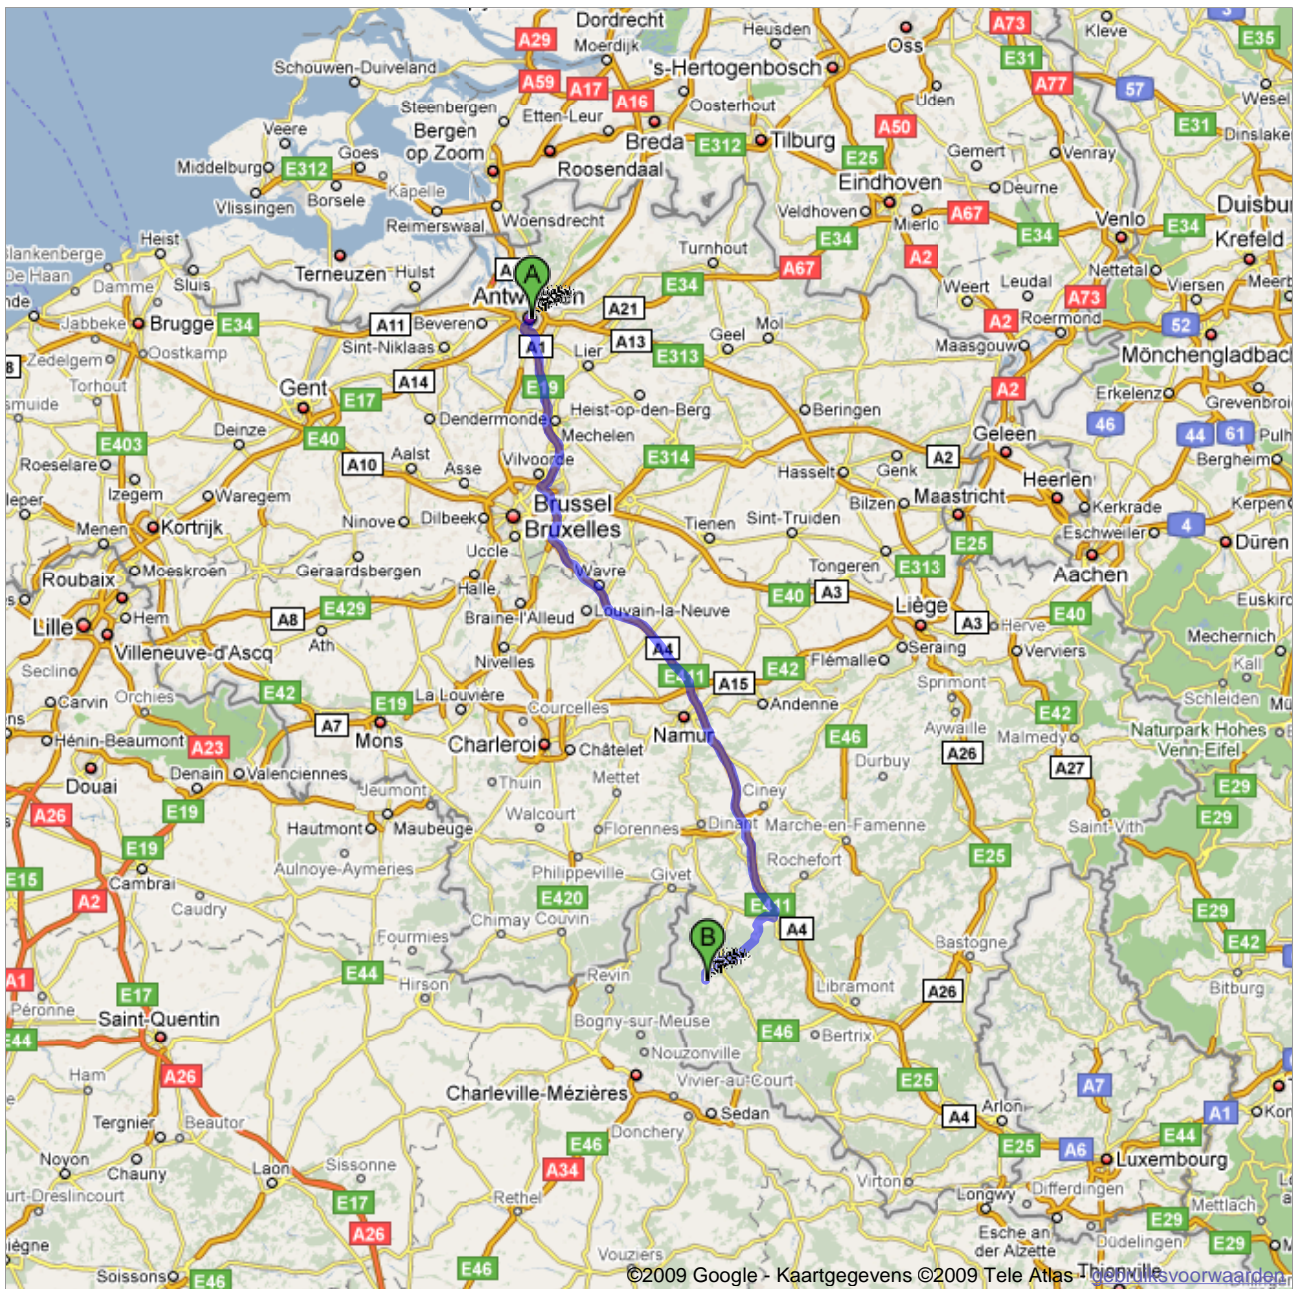 A73
3
Dordrecht
Heusden
Kleve
A29
Moerdijk
Oss
E31
E35
Schouwen-Duiveland
's-Hertogenbosch
A59
A17
A16
A77
57
Wesel
Steenbergen
Etten-Leur
Oosterhout
Uden
Bergen
op Zoom
Breda
E312
Tilburg
A50
E31
Dinslake
Veere
Goes
E25
Gemert
Venray
Middelburg
E312
Roosendaal
Eindhoven
Deurne
Kapelle
Vlissingen
Borsele
Woensdrecht
Veldhoven
A67
Mierlo
Venlo
E34
Duisbu
Reimerswaal
E34
E34
Krefeld
Blankenberge
Heist
Turnhout
A2
De Haan
Terneuzen
Hulst
A
A67
Nettetal
Damme
Sluis
E34
Weert
Leudal
Viersen
Meerb
A73
Antw
en
A21
A2
Roermond
52
Jabbeke
Brugge
E34
A11
Beveren
Mol
Geel
Sint-Niklaas
A1
A13
Lier
E313
Maasgouw
Mönchengladbach
Zedelgem
Oostkamp
Torhout
A14
E19
A2
Erkelenz
Grevenbroi
Gent
E17
Heist-op-den-Berg
Beringen
46
44
61
Dendermonde
E403
E40
Deinze
Mechelen
Geleen
Pulh
Aalst
Vilvoorde
E314
A2
Bergheim
Roeselare
A10
Asse
Hasselt
Genk
Heerlen
Izegem
Waregem
Brussel
Bilzen
Maastricht
Kerkrade
Kerpen
Menen
Kortrijk
Ninove
Dilbeek
Bruxelles
Tienen
Sint-Truiden
Eschweiler
4
Düren
E25
Uccle
Moeskroen
Geraardsbergen
Aachen
Roubaix
Halle
Wavre
Tongeren
E313
E429
E40
A3
Liège
E40
Euskirc
Hem
A8
Braine-l'Alleud
Louvain-la-Neuve
A3
Herve
Lille
Ath
Seraing
Verviers
Mechernich
Villeneuve-d'Ascq
A4
Nivelles
E42
Flémalle
Kall
Seclin
A15
Sprimont
Schleiden
E42
E19
La Louvière
Carvin
Orchies
Courcelles
Andenne
E42
A7
Aywaille
Naturpark Hohes
Venn-Eifel
Hénin-Beaumont
A23
Mons
Charleroi
Châtelet
Namur
E46
Malmedy
A26
Douai
Denain
Valenciennes
Thuin
Mettet
Durbuy
A27
Jeumont
Ciney
E29
A26
E19
Hautmont
Maubeuge
Walcourt
Florennes
Dinant
Marche-en-Famenne
Saint-Vith
E29
E19
Aulnoye-Aymeries
Philippeville
Givet
Rochefort
E25
E15
Cambrai
A2
Caudry
E420
E411
E29
Chimay
Couvin
B
A4
E42
Fourmies
Bastogne
A1
E44
Hirson
Revin
Bitburg
E17
Libramont
A26
Péronne
Saint-Quentin
Bogny-sur-Meuse
E46
Bertrix
E44
Nouzonville
Ham
A26
Charleville-Mézières
Vivier-au-Court
E25
A7
Tergnier
Beautor
Sedan
A4
Arlon
A1
Donchery
E46
E25
A6
E44
Noyon
Chauny
Laon
Sissonne
A34
Luxembourg
Virton
E17
Rethel
Longwy
Differdingen
Mettlach
Esche an
der Alzette
E29
A26
Düdelingen
E29
Vouziers
Soissons
E46
E46
©2009 Google - Kaartgegevens ©2009 Tele Atlas - gebruiksvoorwaarden
Thionville